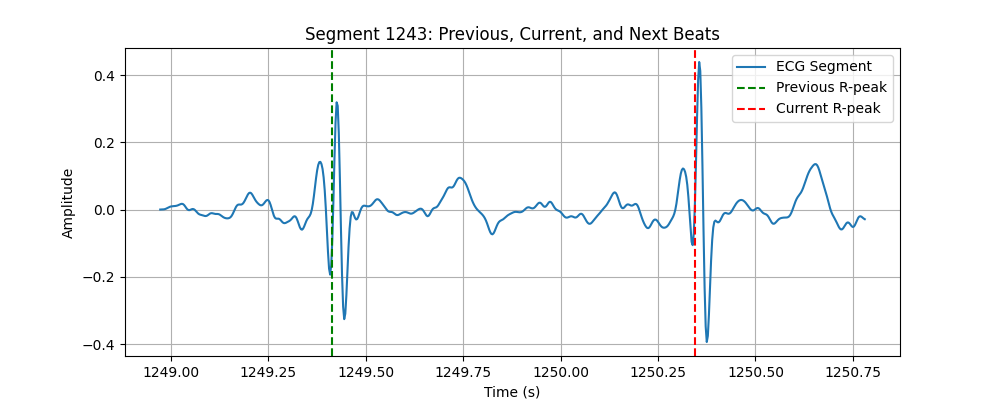 Segment 1243: Previous, Current, and Next Beats
ECG Segment
Previous R-peak
Current R-peak
Amplitude
0.4
0.2
0.0
−0.2
−0.4
1249.00 1249.25 1249.50 1249.75 1250.00 1250.25 1250.50 1250.75
Time (s)